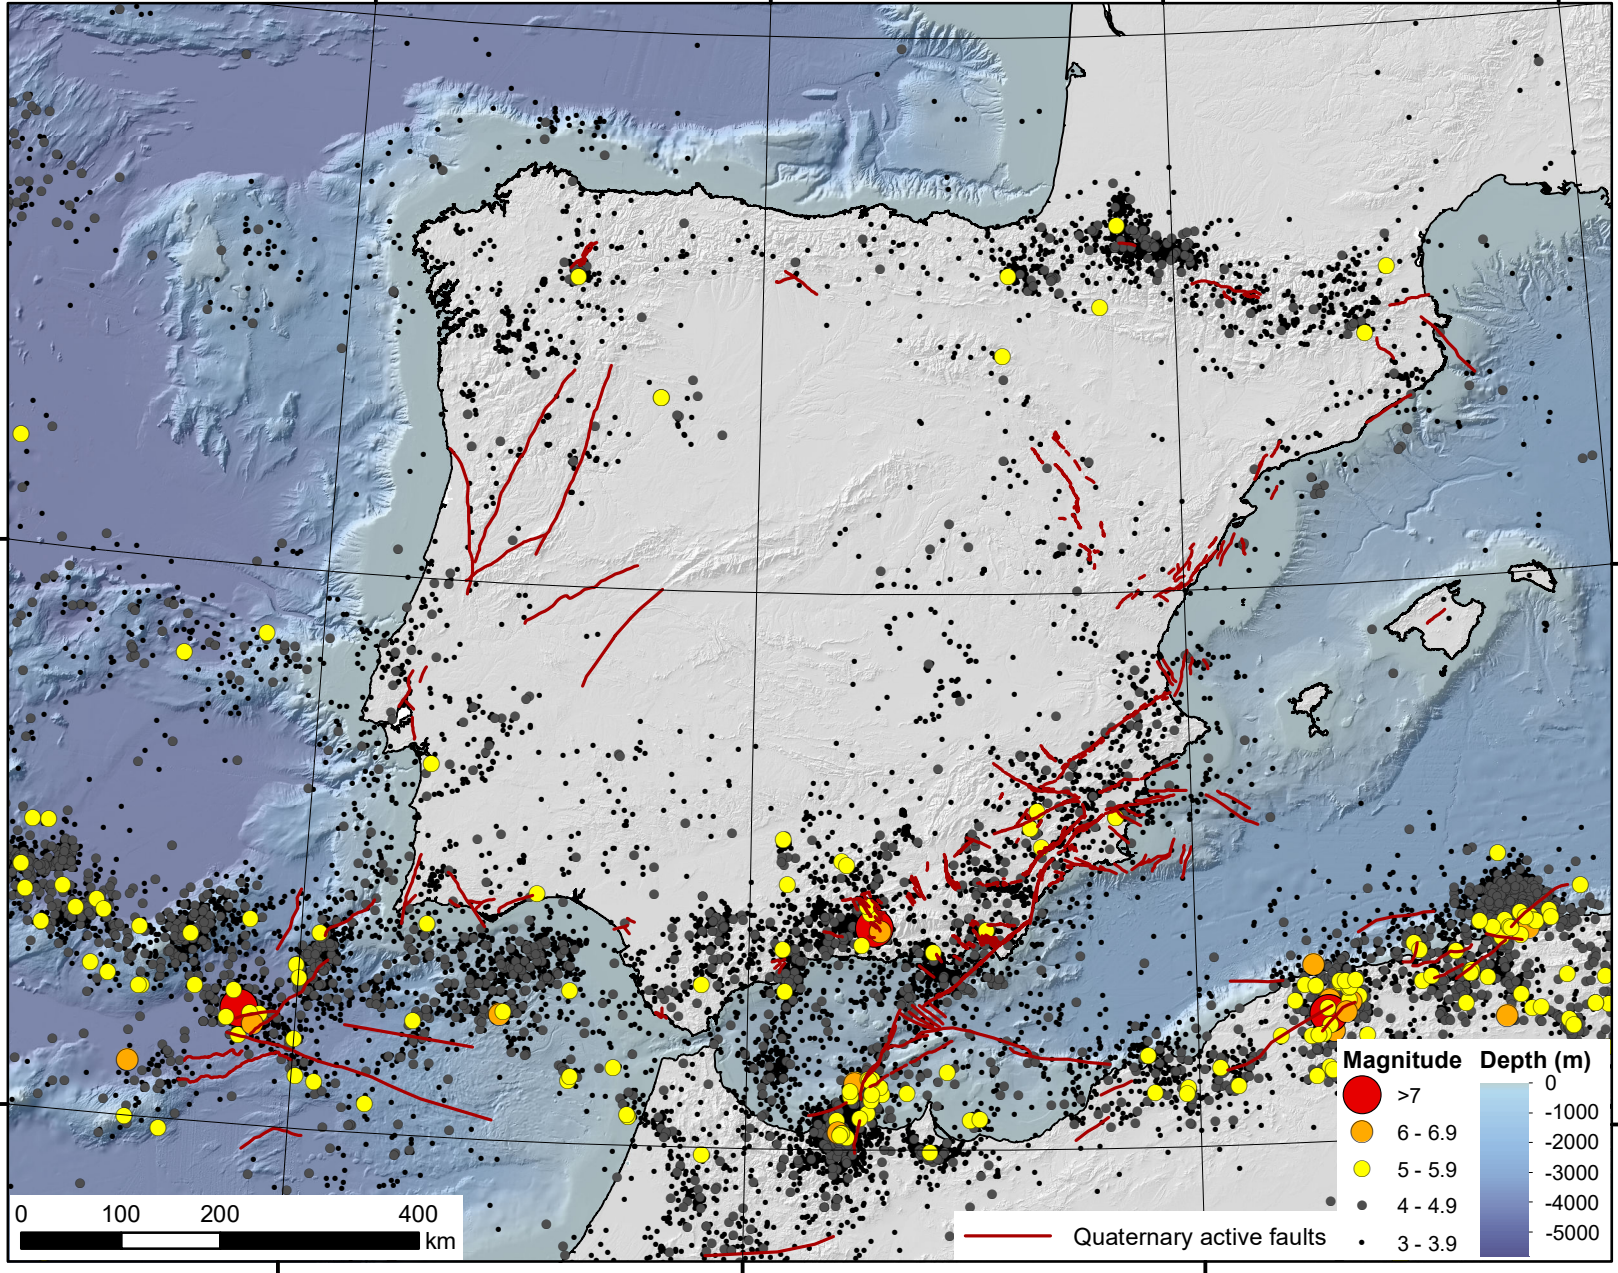 Magnitude
>7
6 - 6.9
5 - 5.9
4 - 4.9
3 - 3.9
Depth (m)
0
-1000
-2000
-3000
-4000
-5000
0 100 200 400
km
Quaternary active faults